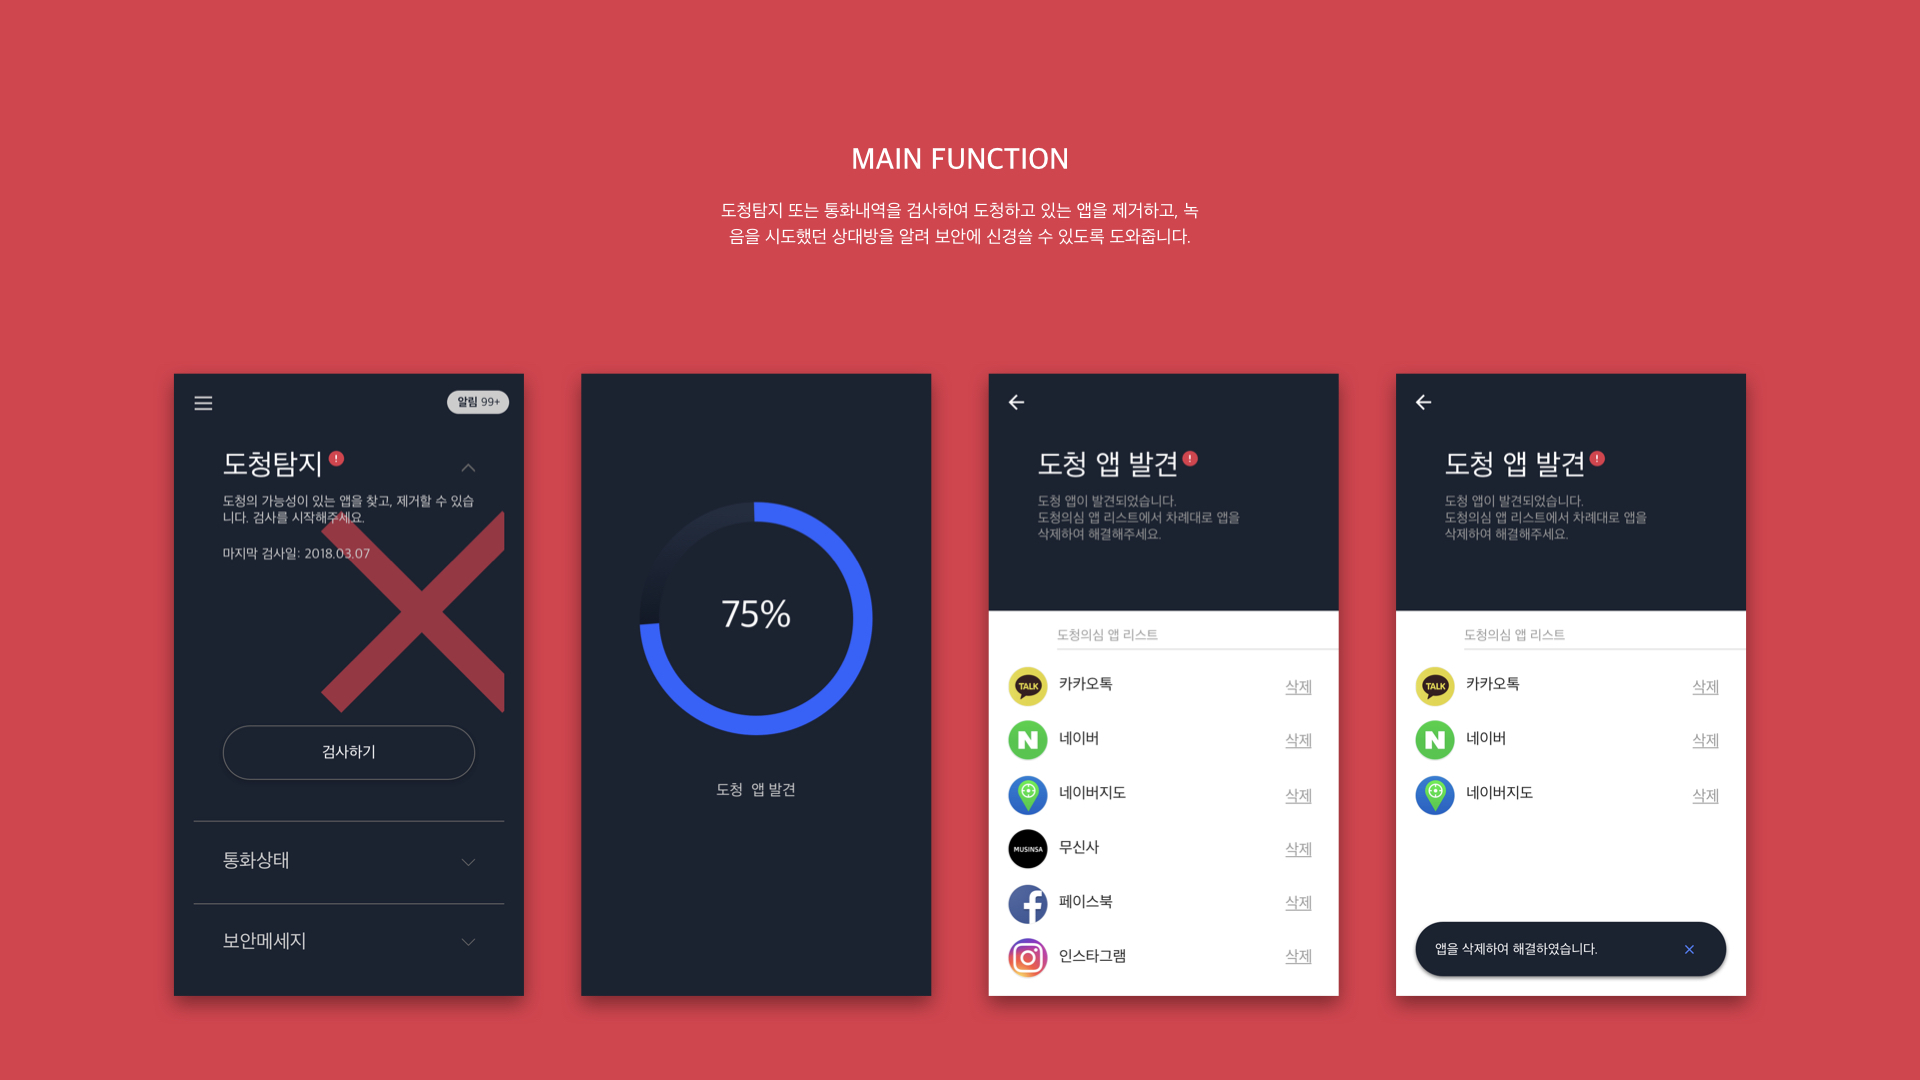 MAIN FUNCTION
도청탐지 또는 통화내역을 검사하여 도청하고 있는 앱을 제거하고, 녹
음을 시도했던 상대방을 알려 보안에 신경쓸 수 있도록 도와줍니다.
알림 99+
도청탐지
!
도청의 가능성이 있는 앱을 찾고, 제거할 수 있습
니다. 검사를 시작해주세요.
마지막 검사일: 2018.03.07
검사하기
통화상태
보안메세지
75%
도청 앱 발견
도청 앱 발견
!
도청 앱이 발견되었습니다.
도청의심 앱 리스트에서 차례대로 앱을
삭제하여 해결해주세요.
도청의심 앱 리스트
TALK
카카오톡
삭제
N
네이버
삭제
네이버지도
삭제
MUSINSA
무신사
삭제
f
페이스북
삭제
인스타그램
삭제
도청 앱 발견
!
도청 앱이 발견되었습니다.
도청의심 앱 리스트에서 차례대로 앱을
삭제하여 해결해주세요.
도청의심 앱 리스트
TALK
카카오톡
삭제
N
네이버
삭제
네이버지도
삭제
앱을 삭제하여 해결하였습니다.